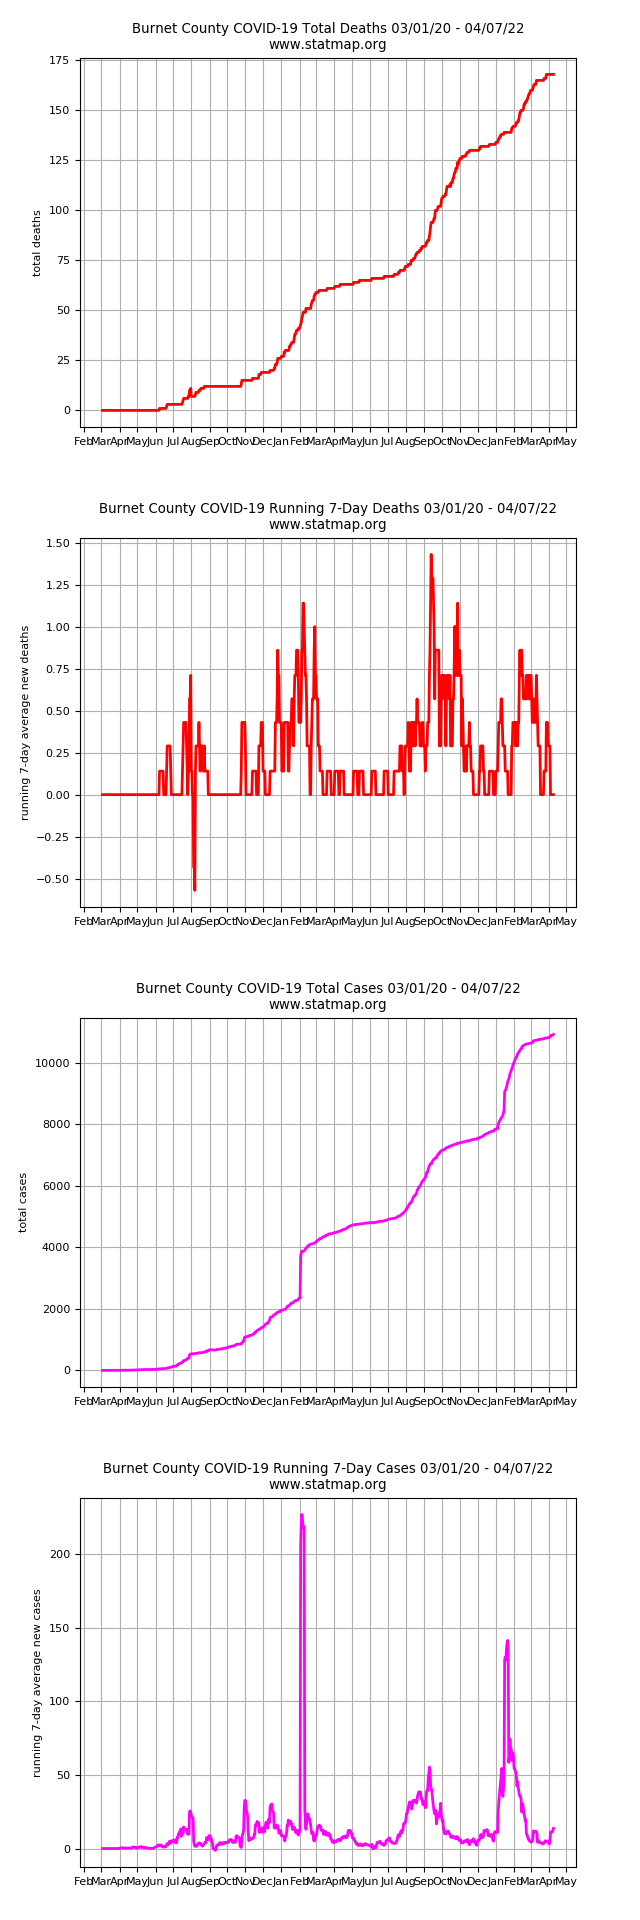 Burnet County COVID-19 Total Deaths 03/01/20 - 04/07/22
www.statmap.org
total deaths
175
150
125
100
75
50
25
0
Feb Mar Apr May Jun Jul Aug Sep Oct Nov Dec Jan Feb Mar Apr May Jun Jul Aug Sep Oct Nov Dec Jan Feb Mar Apr May
Burnet County COVID-19 Running 7-Day Deaths 03/01/20 - 04/07/22
www.statmap.org
running 7-day average new deaths
1.50
1.25
1.00
0.75
0.50
0.25
0.00
−0.25
−0.50
Feb Mar Apr May Jun Jul Aug Sep Oct Nov Dec Jan Feb Mar Apr May Jun Jul Aug Sep Oct Nov Dec Jan Feb Mar Apr May
Burnet County COVID-19 Total Cases 03/01/20 - 04/07/22
www.statmap.org
total cases
10000
8000
6000
4000
2000
0
Feb Mar Apr May Jun Jul Aug Sep Oct Nov Dec Jan Feb Mar Apr May Jun Jul Aug Sep Oct Nov Dec Jan Feb Mar Apr May
Burnet County COVID-19 Running 7-Day Cases 03/01/20 - 04/07/22
www.statmap.org
running 7-day average new cases
200
150
100
50
0
Feb Mar Apr May Jun Jul Aug Sep Oct Nov Dec Jan Feb Mar Apr May Jun Jul Aug Sep Oct Nov Dec Jan Feb Mar Apr May